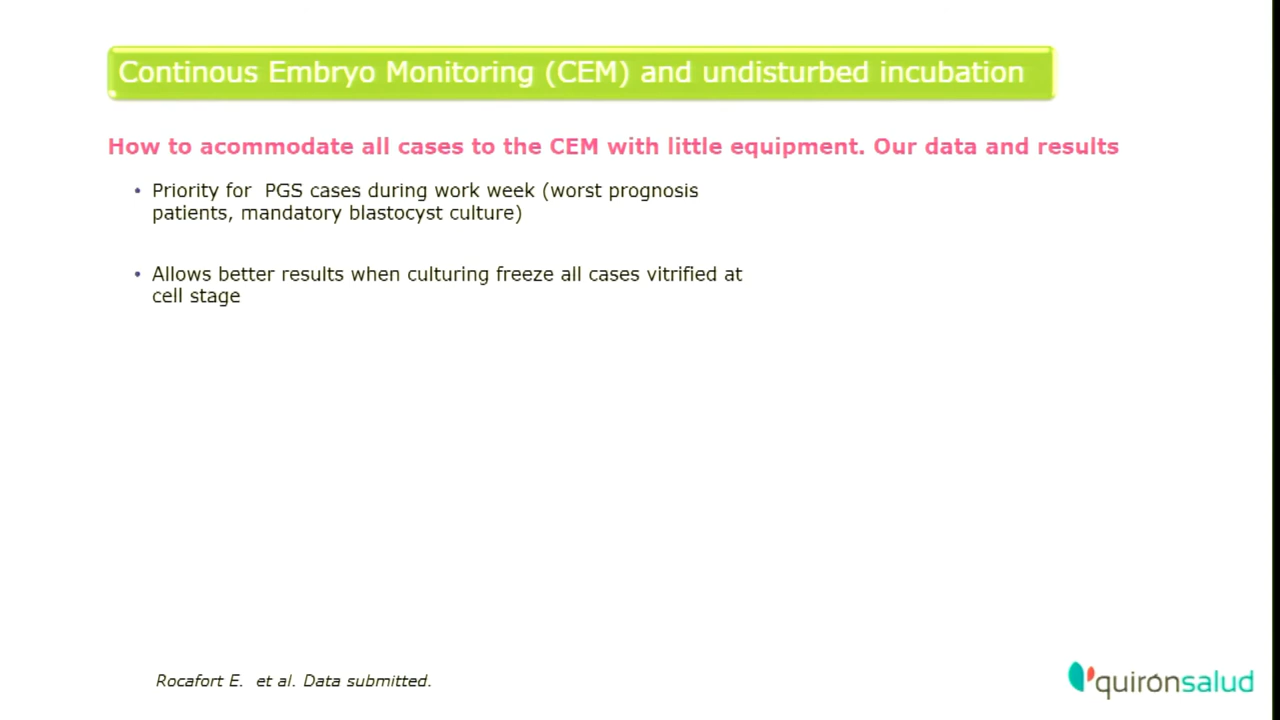 Continous Embryo Monitoring (CEM) and undisturbed incubation
How to acommodate all cases to the CEM with little equipment. Our data and results
• Priority for  PGS cases during work week (worst prognosis
patients, mandatory blastocyst culture)
• Allows better results when culturing freeze all cases vitrified at
cell stage
Rocafort E.  et al. Data submitted.
quirónsalud